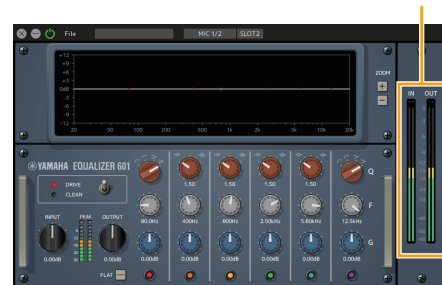 File
MIC 1/2 SLOT2
+12
+9
+6
+3
0dB
-3
-6
-9
-12
20 50 100 200 500 1k 2k 5k 10k 20k
ZOOM
IN OUT
YAMAHA EQUALIZER 601
DRIVE
CLEAN
INPUT PEAK OUTPUT
0.00dB 0.00dB
FLAT
1.50 1.50 1.50 1.50
Q
80.0Hz 400Hz 800Hz 2.50kHz 5.60kHz 12.5kHz
F
0.00dB 0.00dB 0.00dB 0.00dB 0.00dB 0.00dB
G